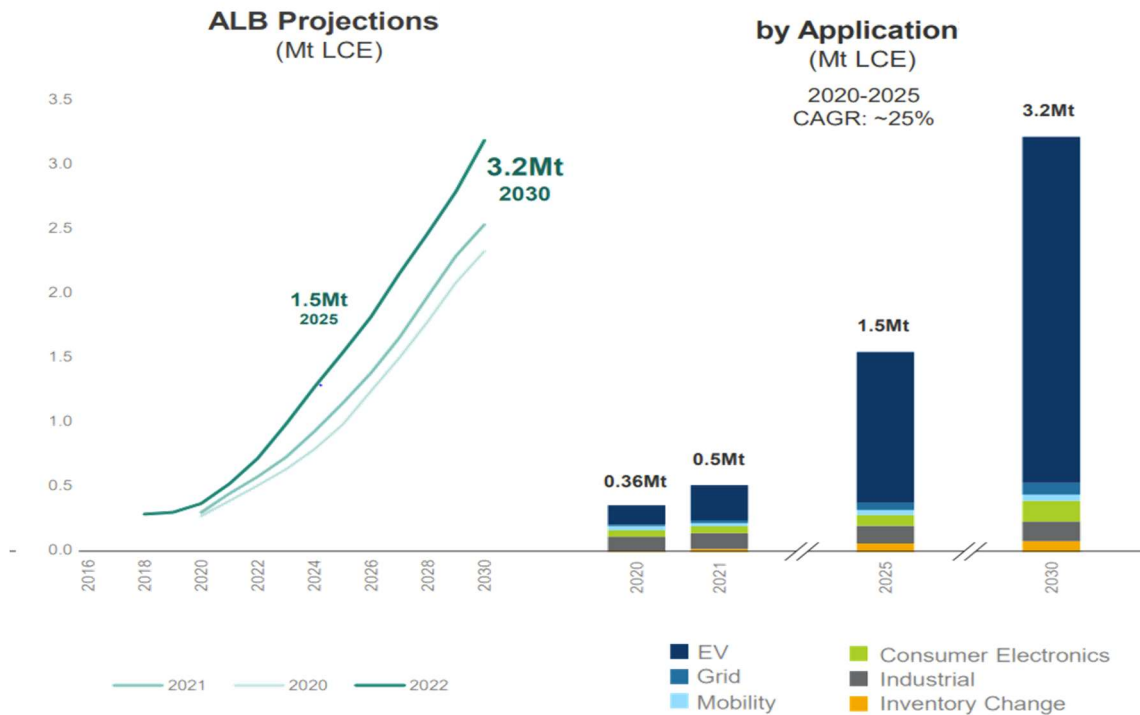 ALB Projections
(Mt LCE)
3.5
3.0
2.5
2.0
1.5
1.0
0.5
0.0
3.2Mt
2030
1.5Mt
2025
2016
2018
2020
2022
2024
2026
2028
2030
2021
2020
2022
by Application
(Mt LCE)
2020-2025
CAGR: ~25%
0.36Mt
0.5Mt
1.5Mt
3.2Mt
2020
2021
2025
2030
EV
Grid
Mobility
Consumer Electronics
Industrial
Inventory Change